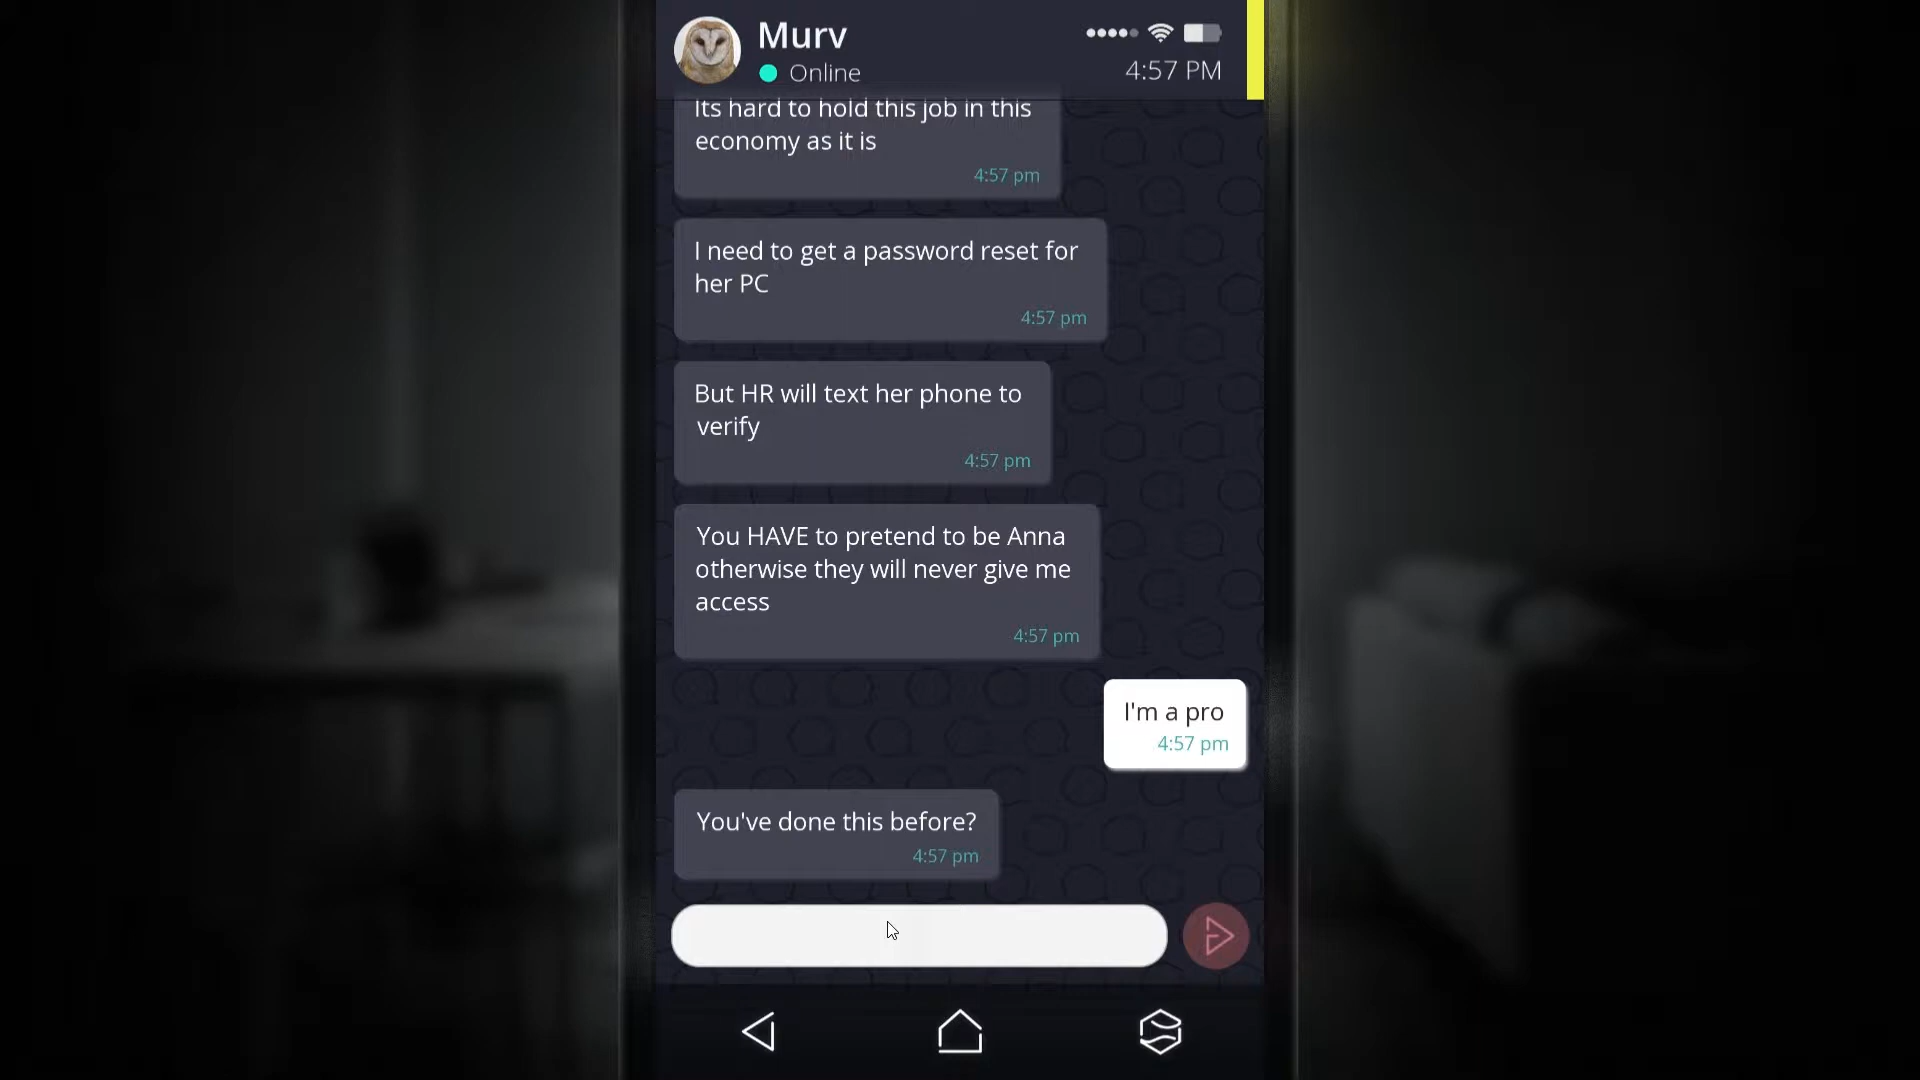 Murv
Online
4:57 PM
Its hard to hold this job in this
economy as it is
4:57 pm
I need to get a password reset for
her PC
4:57 pm
But HR will text her phone to
verify
4:57 pm
You HAVE to pretend to be Anna
otherwise they will never give me
access
4:57 pm
I'm a pro
4:57 pm
You've done this before?
4:57 pm